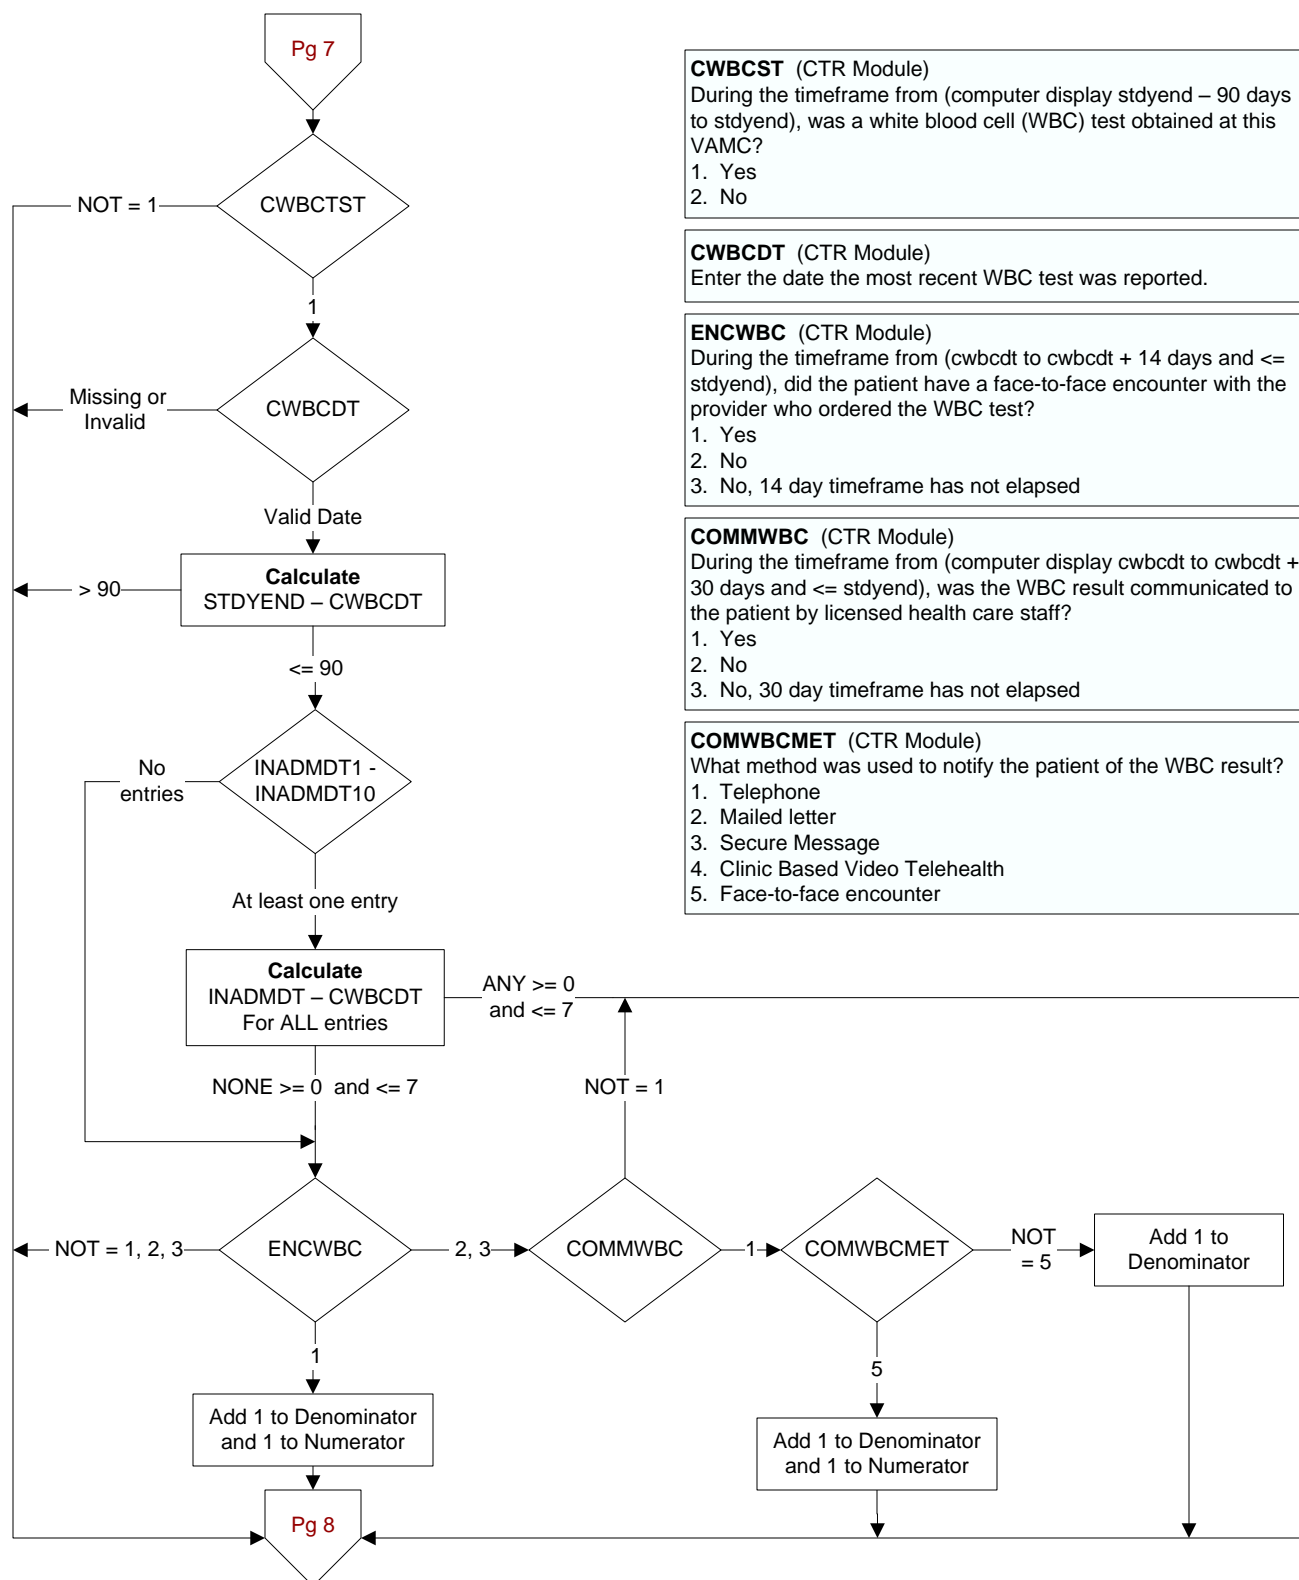 Pg 7
CWBCTST
NOT = 1
1
CWBCDT
Missing or
Invalid
Valid Date
Calculate
STDYEND – CWBCDT
> 90
<= 90
INADMDT1 -
INADMDT10
No
entries
At least one entry
Calculate
INADMDT – CWBCDT
For ALL entries
ANY >= 0
and <= 7
NONE >= 0  and <= 7
NOT = 1
ENCWBC
NOT = 1, 2, 3
2, 3
COMMWBC
1
COMWBCMET
NOT
= 5
Add 1 to
Denominator
1
5
Add 1 to Denominator
and 1 to Numerator
Add 1 to Denominator
and 1 to Numerator
Pg 8
CWBCST  (CTR Module)
During the timeframe from (computer display stdyend – 90 days
to stdyend), was a white blood cell (WBC) test obtained at this
VAMC?
1.  Yes
2.  No
CWBCDT  (CTR Module)
Enter the date the most recent WBC test was reported.
ENCWBC  (CTR Module)
During the timeframe from (cwbcdt to cwbcdt + 14 days and <=
stdyend), did the patient have a face-to-face encounter with the
provider who ordered the WBC test?
1.  Yes
2.  No
3.  No, 14 day timeframe has not elapsed
COMMWBC  (CTR Module)
During the timeframe from (computer display cwbcdt to cwbcdt +
30 days and <= stdyend), was the WBC result communicated to
the patient by licensed health care staff?
1.  Yes
2.  No
3.  No, 30 day timeframe has not elapsed
COMWBCMET  (CTR Module)
What method was used to notify the patient of the WBC result?
1.  Telephone
2.  Mailed letter
3.  Secure Message
4.  Clinic Based Video Telehealth
5.  Face-to-face encounter